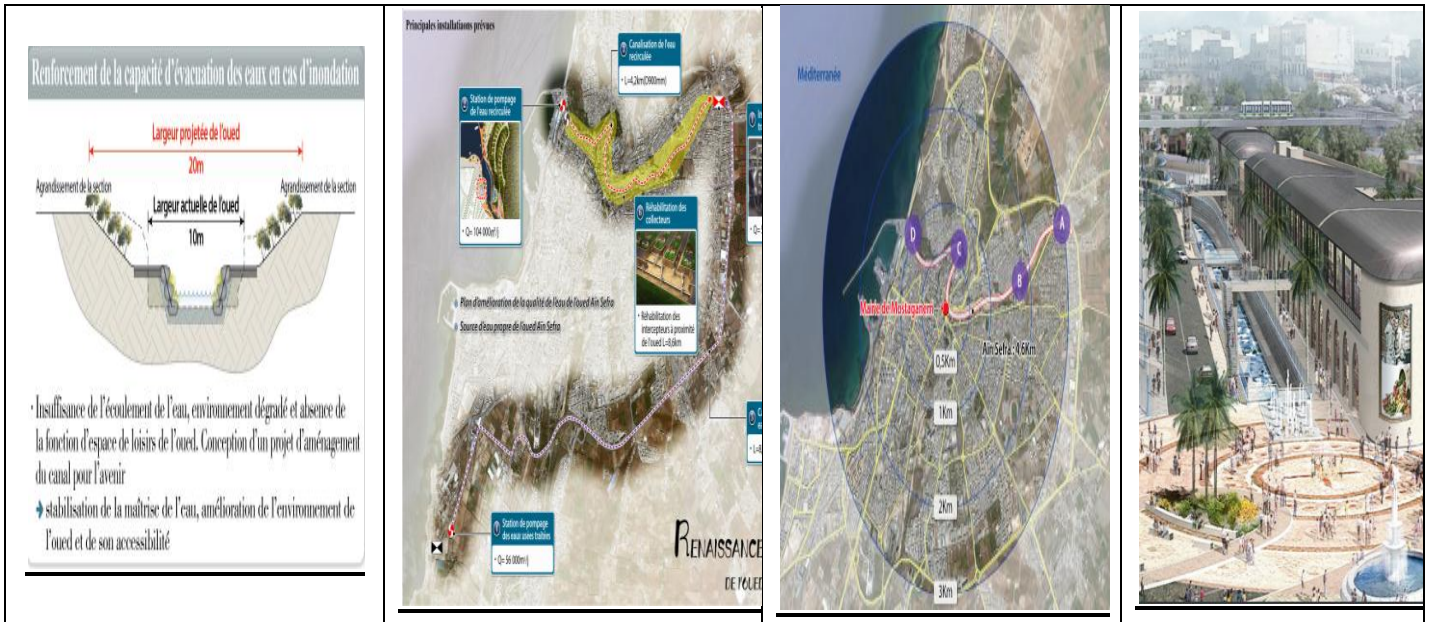 Renforcement de la capacité d'évacuation des eaux en cas d'inondation
Largeur projetée de l'oued
20m
Agrandissement de la section
Agrandissement de la section
Largeur actuelle de l'oued
10m
· Insuffisance de l'écoulement de l'eau, environnement dégradé et absence de
la fonction d'espace de loisirs de l'oued. Conception d'un projet d'aménagement
du canal pour l'avenir
→ stabilisation de la maîtrise de l'eau, amélioration de l'environnement de
l'oued et de son accessibilité
Principales installatiaons prévues
Canalisation de l'eau
recirculée
• L=4,2km(D900mm)
Station de pompage
de l'eau recirculée
• Q= 104 000m³/j
Réhabilitation des
collecteurs
• Réhabilitation des
intercepteurs à proximité
de l'oued L=8,6km
Plan d'amélioration de la qualité de l'eau de l'oued Ain Sefra
Source d'eau propre de l'oued Ain Sefra
Station de pompage
des eaux usées traitées
• Q= 56 000m³/j
RENAISSANCE
DE l'OUED
Méditerranée
A
B
C
D
Mairie de Mostaganem
Ain Sefra : 4,6Km
0,5Km
1Km
2Km
3Km